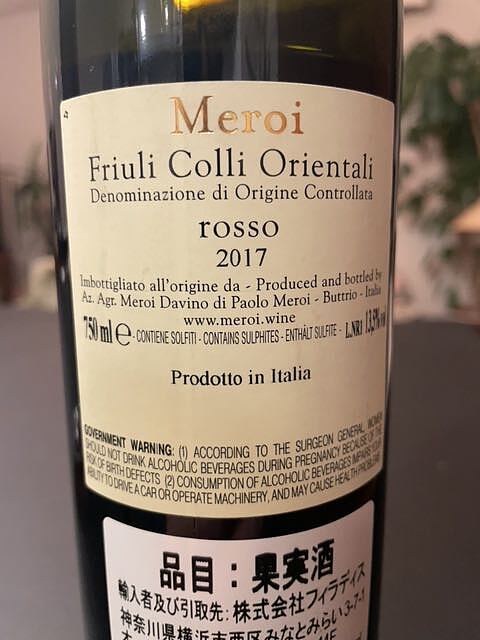 Meroi
Friuli Colli Orientali
Denominazione di Origine Controllata
rosso
2017
Imbottigliato all'origine da - Produced and bottled by
Az. Agr. Meroi Davino di Paolo Meroi - Buttrio - Italia
www.meroi.wine
750 ml e - CONTIENE SOLFITI - CONTAINS SULPHITES - ENTHÄLT SULFITE - L.NR1 13,5% vol
Prodotto in Italia
GOVERNMENT WARNING: (1) ACCORDING TO THE SURGEON GENERAL, WOMEN
SHOULD NOT DRINK ALCOHOLIC BEVERAGES DURING PREGNANCY BECAUSE OF THE
RISK OF BIRTH DEFECTS (2) CONSUMPTION OF ALCOHOLIC BEVERAGES IMPAIRS YOUR
ABILITY TO DRIVE A CAR OR OPERATE MACHINERY, AND MAY CAUSE HEALTH PROBLEMS
品目：果実酒
輸入者及び引取先：株式会社フィラディス
神奈川県横浜市西区みなとみらい3-7-1